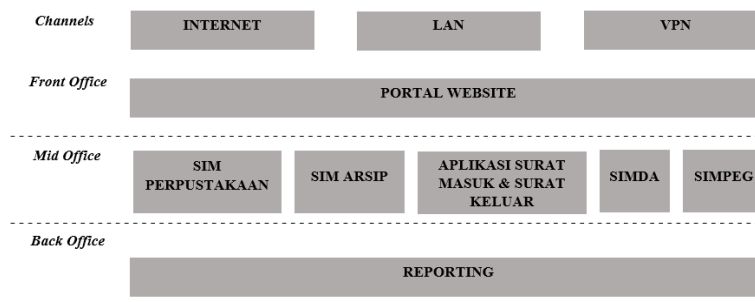 Channels
INTERNET
LAN
VPN
Front Office
PORTAL WEBSITE
Mid Office
SIM
PERPUSTAKAAN
SIM ARSIP
APLIKASI SURAT
MASUK & SURAT
KELUAR
SIMDA
SIMPEG
Back Office
REPORTING